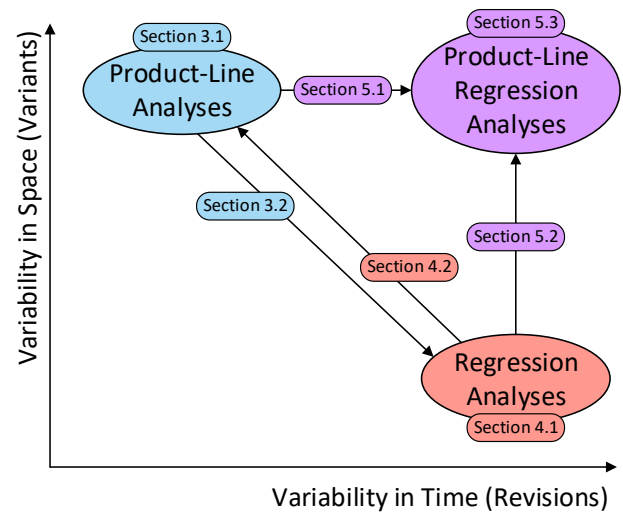 Section 3.1
Product-Line
Analyses
Section 5.1
Section 5.3
Product-Line
Regression
Analyses
Section 3.2
Section 4.2
Section 5.2
Regression
Analyses
Section 4.1
Variability in Space (Variants)
Variability in Time (Revisions)